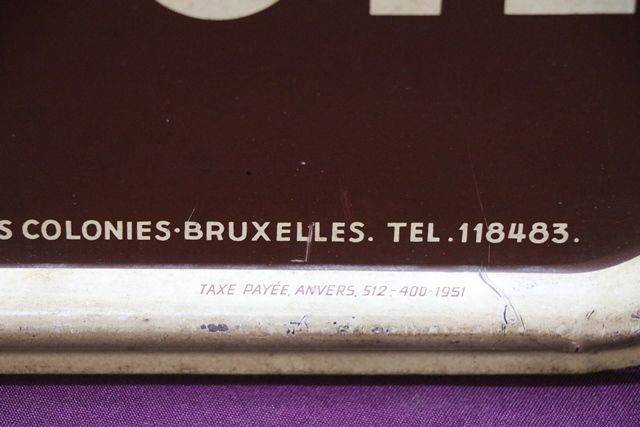 S COLONIES·BRUXELLES. TEL.118483.
TAXE PAYÉE, ANVERS, 512-400-1951